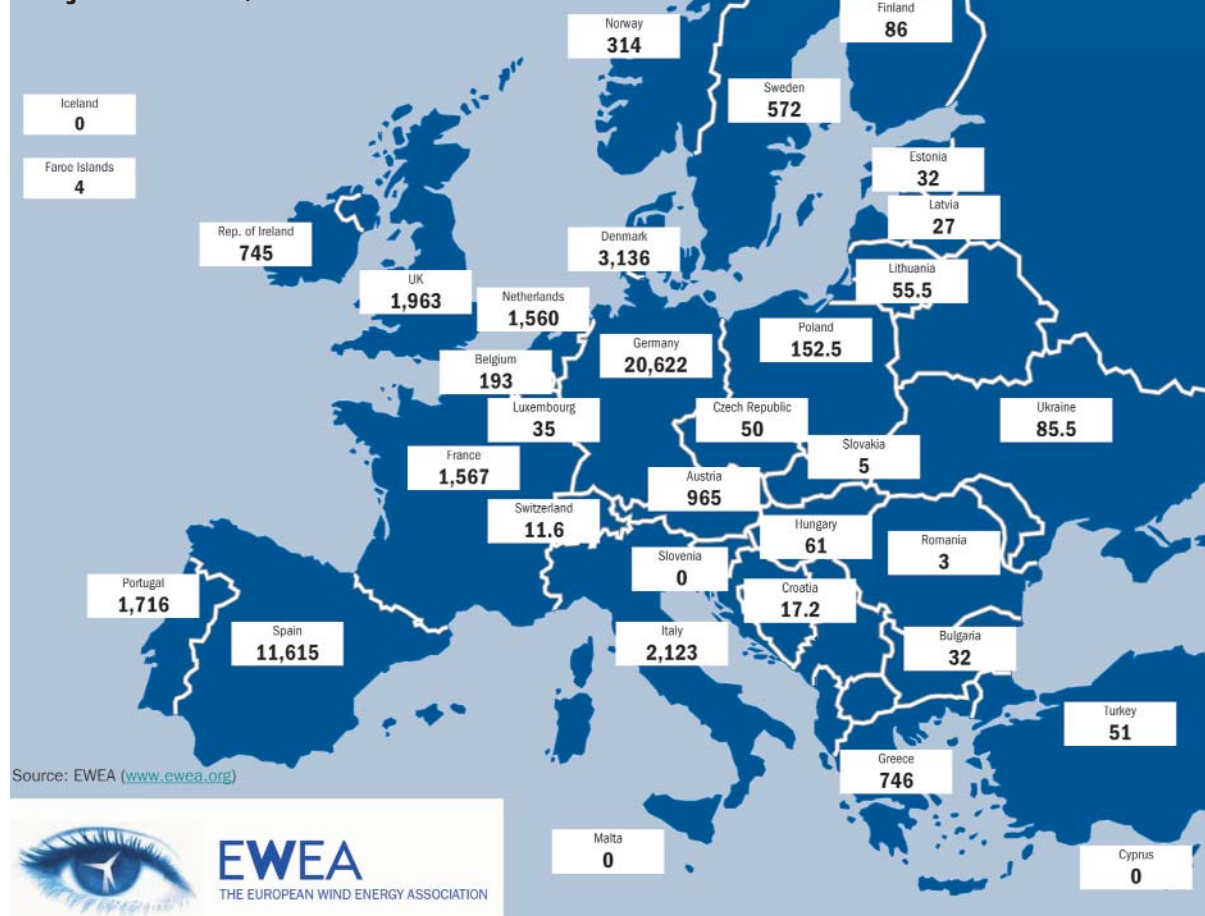 Finland
86
Norway
314
Sweden
572
Iceland
0
Faroe Islands
4
Estonia
32
Latvia
27
Rep. of Ireland
745
Denmark
3,136
UK
1,963
Lithuania
55.5
Netherlands
1,560
Poland
152.5
Germany
20,622
Belgium
193
Luxembourg
35
Czech Republic
50
Ukraine
85.5
Slovakia
5
France
1,567
Austria
965
Switzerland
11.6
Hungary
61
Romania
3
Slovenia
0
Portugal
1,716
Croatia
17.2
Spain
11,615
Italy
2,123
Bulgaria
32
Turkey
51
Greece
746
Source: EWEA (www.ewea.org)
Malta
0
Cyprus
0
EWEA
THE EUROPEAN WIND ENERGY ASSOCIATION